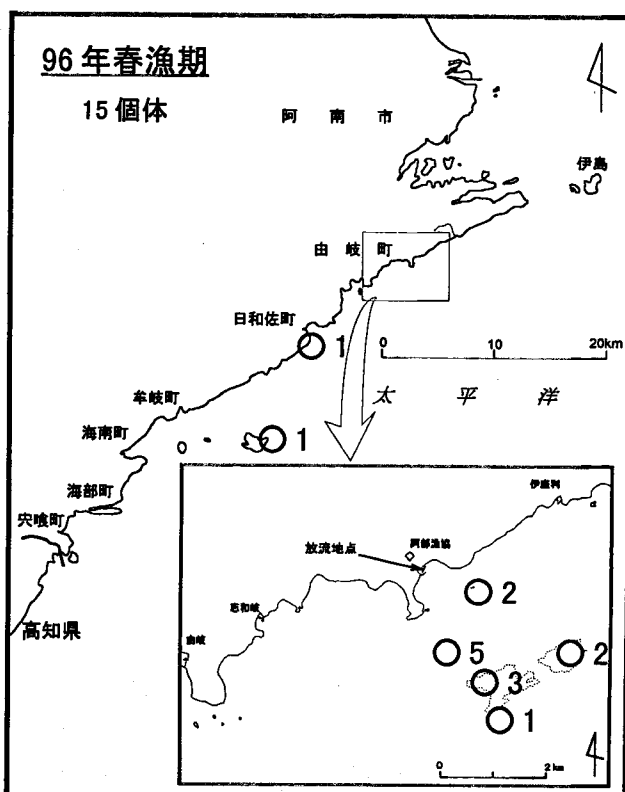 96年春漁期
15個体
阿南市
伊島
由岐町
日和佐町
1
0 10 20km
太平洋
牟岐町
海南町
1
海部町
宍喰町
高知県
伊座利
阿部漁協
放流地点
2
志和岐
由岐
5
2
3
1
0 2km